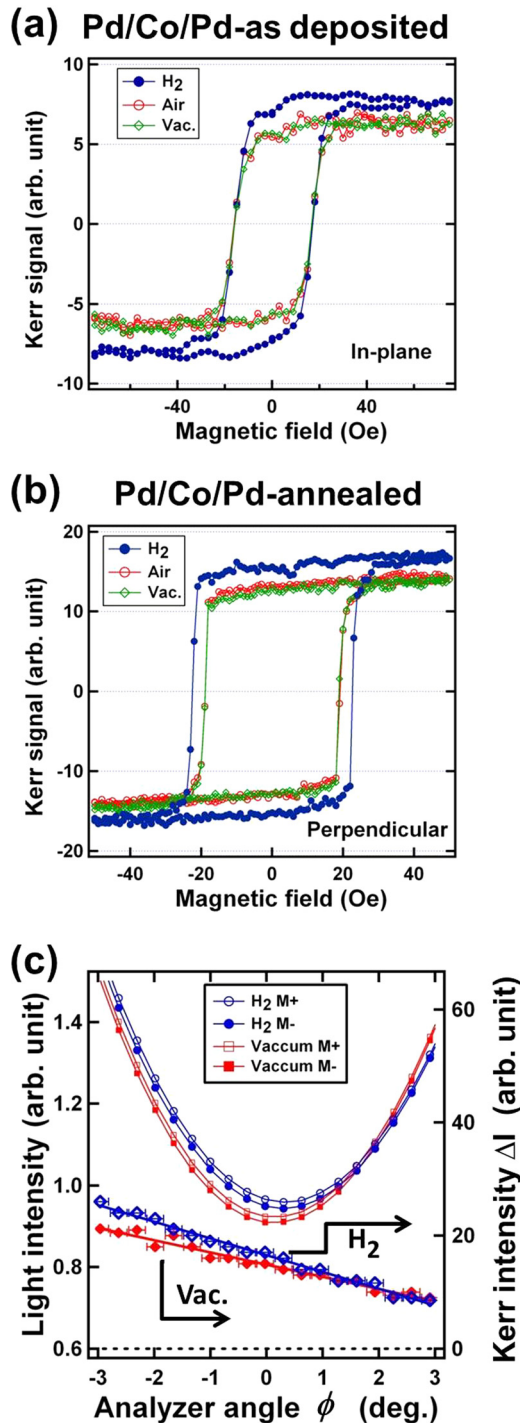 (a) Pd/Co/Pd-as deposited
10
5
0
-5
-10
Kerr signal (arb. unit)
H2
Air
Vac.
In-plane
-40
0
40
Magnetic field (Oe)
(b) Pd/Co/Pd-annealed
20
10
0
-10
-20
Kerr signal (arb. unit)
H2
Air
Vac.
Perpendicular
-40
-20
0
20
40
Magnetic field (Oe)
(c)
1.4
1.2
1.0
0.8
0.6
Light intensity (arb. unit)
H2 M+
H2 M-
Vaccum M+
Vaccum M-
60
40
20
0
Kerr intensity ΔI (arb. unit)
H2
Vac.
-3
-2
-1
0
1
2
3
Analyzer angle ϕ (deg.)